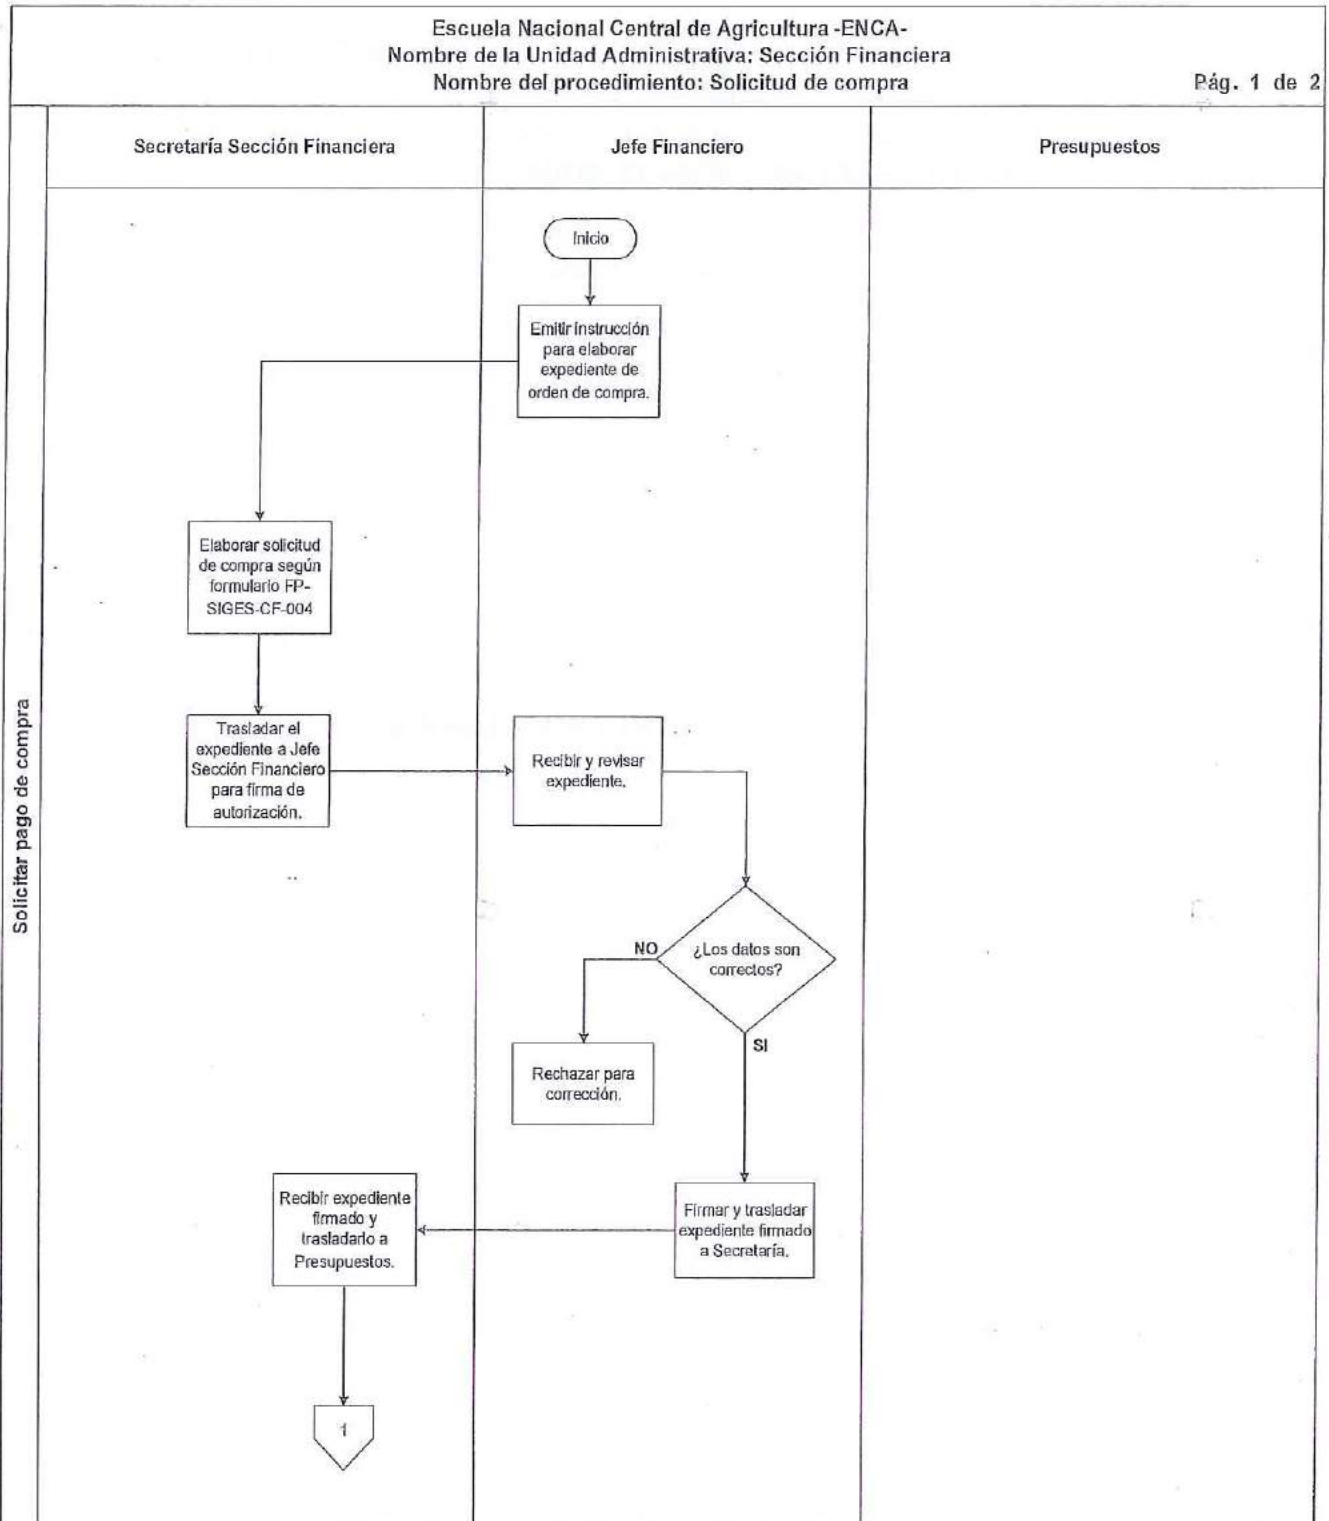 Escuela Nacional Central de Agricultura -ENCA-
Nombre de la Unidad Administrativa: Sección Financiera
Nombre del procedimiento: Solicitud de compra
Pág. 1 de 2
Secretaría Sección Financiera
Jefe Financiero
Presupuestos
Solicitar pago de compra
Inicio
Emitir instrucción
para elaborar
expediente de
orden de compra.
Elaborar solicitud
de compra según
formulario FP-
SIGES-CF-004
Trasladar el
expediente a Jefe
Sección Financiero
para firma de
autorización.
Recibir y revisar
expediente.
¿Los datos son
correctos?
NO
SI
Rechazar para
corrección.
Firmar y trasladar
expediente firmado
a Secretaría.
Recibir expediente
firmado y
trasladarlo a
Presupuestos.
1